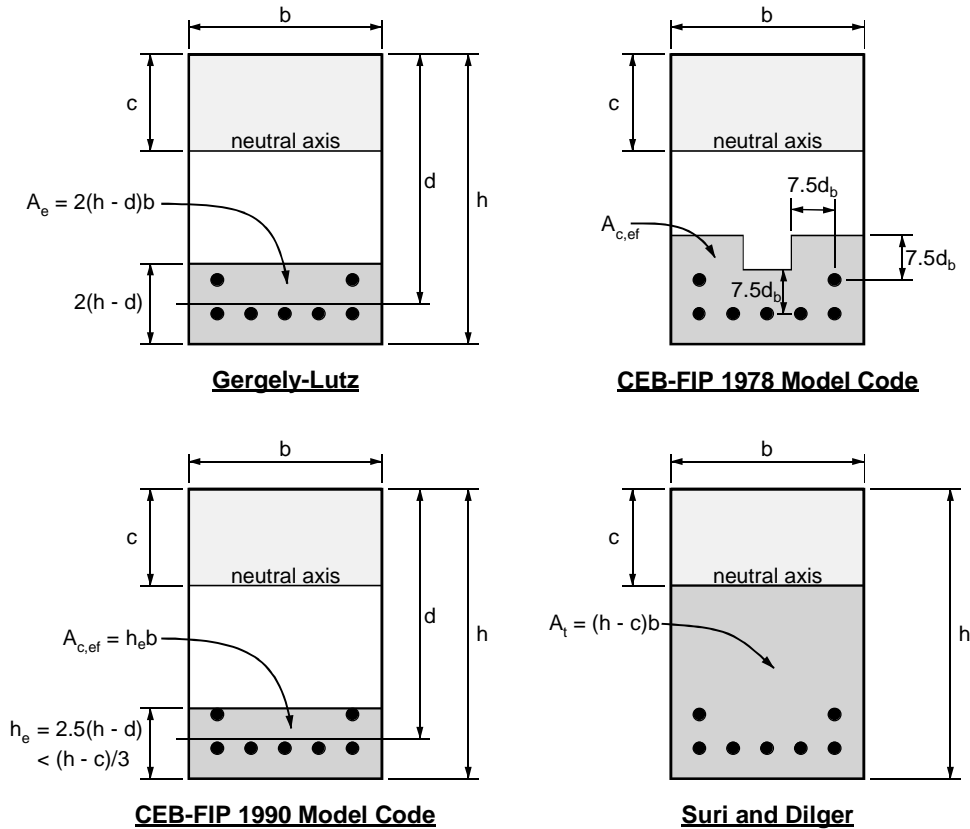 b
c
neutral axis
d
h
A_e = 2(h - d)b
2(h - d)
Gergely-Lutz
b
c
neutral axis
7.5d_b
A_c,ef
7.5d_b
7.5d_b
CEB-FIP 1978 Model Code
b
c
neutral axis
d
h
A_c,ef = h_eb
h_e = 2.5(h - d)
< (h - c)/3
CEB-FIP 1990 Model Code
b
c
neutral axis
h
A_t = (h - c)b
Suri and Dilger